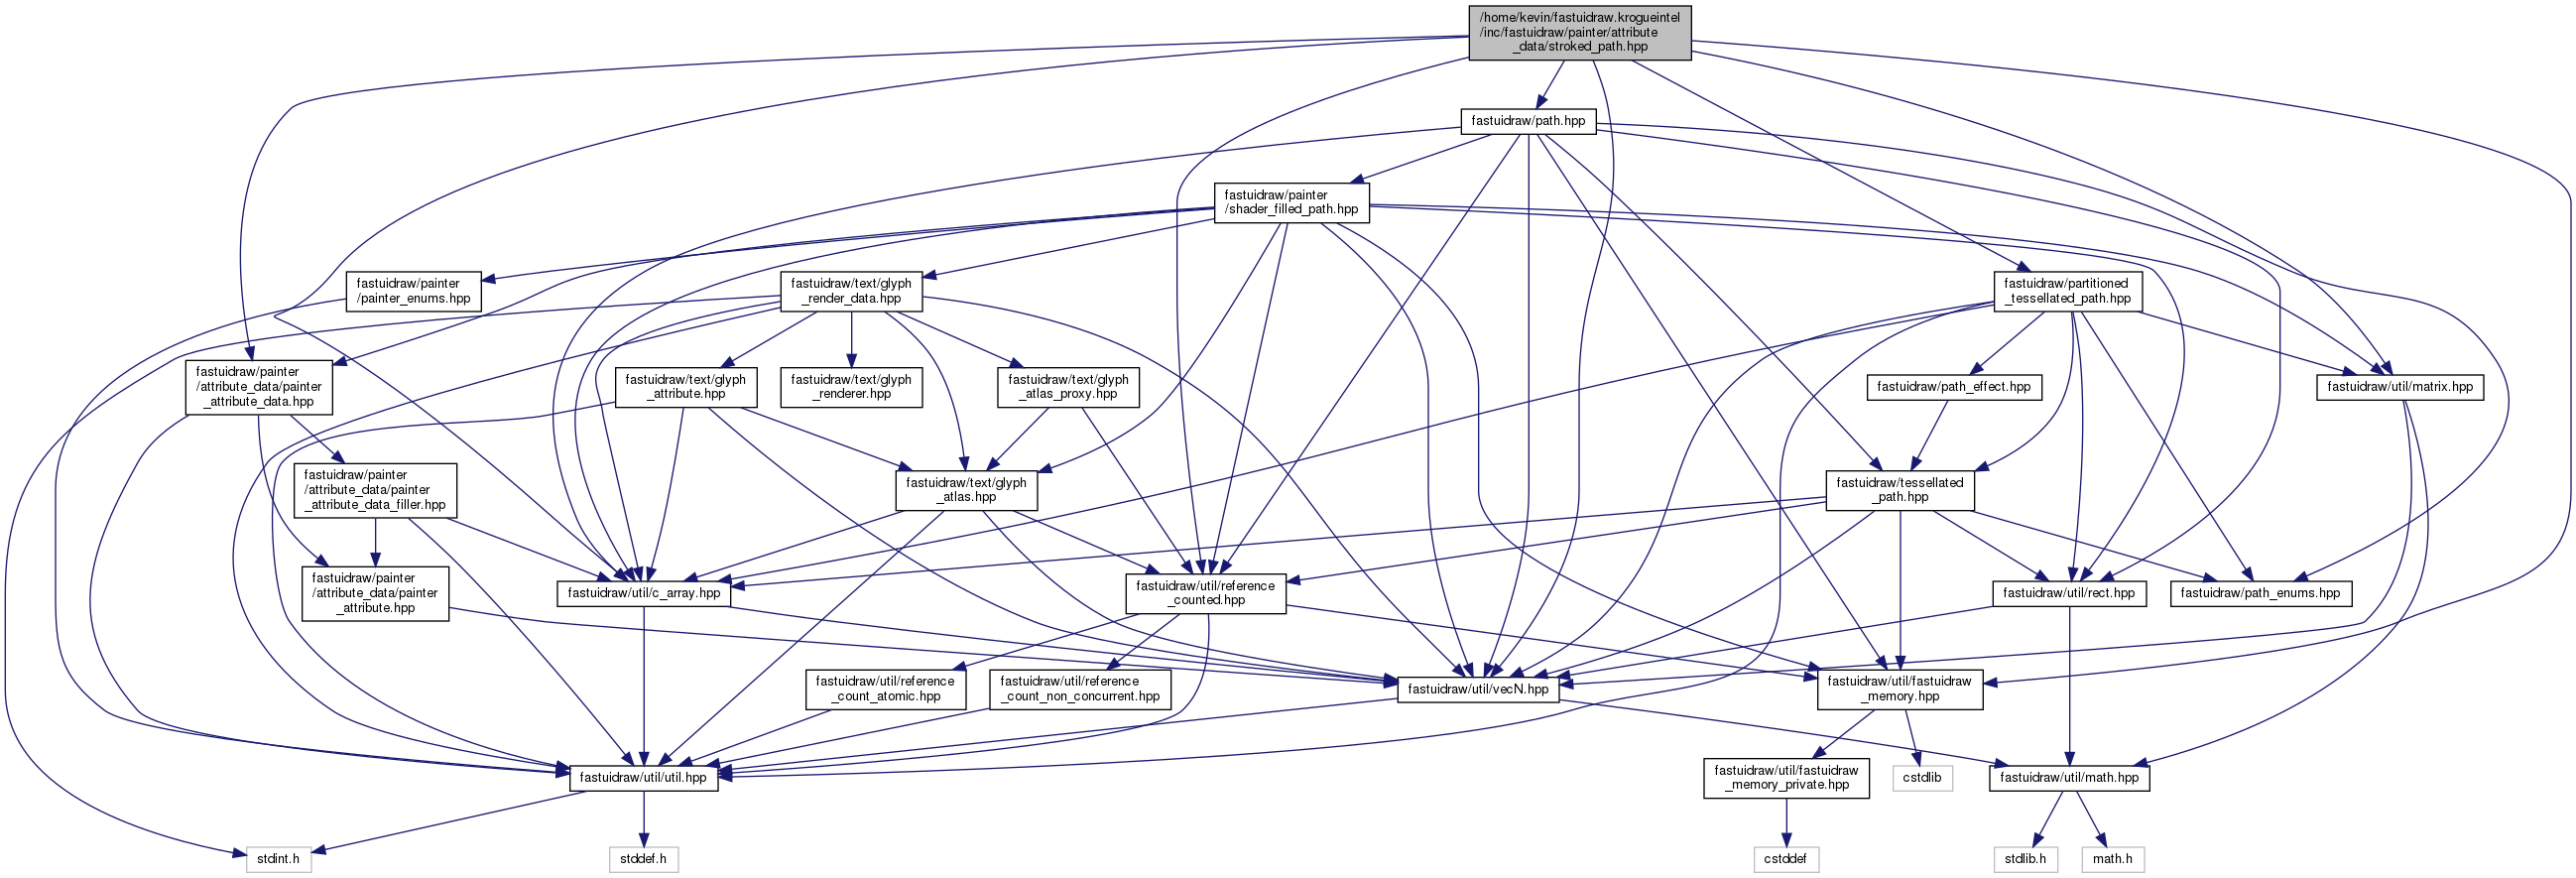 /home/kevin/fastuidraw.krogueintel
/inc/fastuidraw/painter/attribute
_data/stroked_path.hpp
fastuidraw/path.hpp
fastuidraw/painter
/shader_filled_path.hpp
fastuidraw/painter
/painter_enums.hpp
fastuidraw/text/glyph
_render_data.hpp
fastuidraw/partitioned
_tessellated_path.hpp
fastuidraw/painter
/attribute_data/painter
_attribute_data.hpp
fastuidraw/text/glyph
_attribute.hpp
fastuidraw/text/glyph
_renderer.hpp
fastuidraw/text/glyph
_atlas_proxy.hpp
fastuidraw/path_effect.hpp
fastuidraw/util/matrix.hpp
fastuidraw/painter
/attribute_data/painter
_attribute_data_filler.hpp
fastuidraw/text/glyph
_atlas.hpp
fastuidraw/tessellated
_path.hpp
fastuidraw/painter
/attribute_data/painter
_attribute.hpp
fastuidraw/util/c_array.hpp
fastuidraw/util/reference
_counted.hpp
fastuidraw/util/rect.hpp
fastuidraw/path_enums.hpp
fastuidraw/util/reference
_count_atomic.hpp
fastuidraw/util/reference
_count_non_concurrent.hpp
fastuidraw/util/vecN.hpp
fastuidraw/util/fastuidraw
_memory.hpp
fastuidraw/util/util.hpp
fastuidraw/util/fastuidraw
_memory_private.hpp
cstdlib
fastuidraw/util/math.hpp
stdint.h
stddef.h
cstddef
stdlib.h
math.h